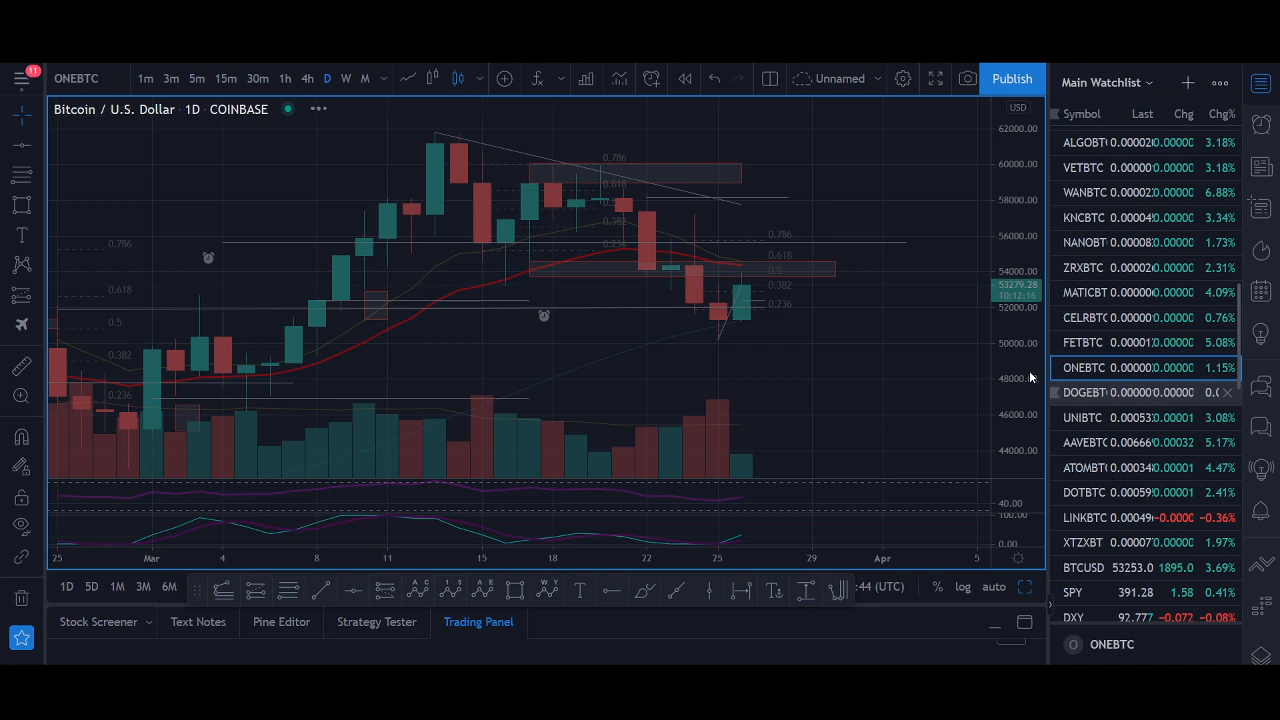 11
ONEBTC 1m 3m 5m 15m 30m 1h 4h D W M Unnamed Publish
Bitcoin / U.S. Dollar · 1D · COINBASE
USD
62000.00
60000.00
58000.00
56000.00
54000.00
53279.28
10:12:16
52000.00
50000.00
48000.00
46000.00
44000.00
40.00
100.00
0.00
0.786
0.618
0.5
0.382
0.236
0.786
0.618
0.382
0.236
0.786
0.618
0.5
0.382
0.236
25 Mar 4 8 11 15 18 22 25 29 Apr 5
1D 5D 1M 3M 6M
A C 1 5 A E W Y
:44 (UTC) % log auto
Stock Screener Text Notes Pine Editor Strategy Tester Trading Panel
Main Watchlist
Symbol Last Chg Chg%
ALGOBT 0.00002 0.00000 3.18%
VETBTC 0.00000 0.00000 3.18%
WANBTC 0.00002 0.00000 6.88%
KNCBTC 0.00004 0.00000 3.34%
NANOBT 0.00008 0.00000 1.73%
ZRXBTC 0.00002 0.00000 2.31%
MATICBT 0.00000 0.00000 4.09%
CELRBTC 0.00000 0.00000 0.76%
FETBTC 0.00001 0.00000 5.08%
ONEBTC 0.00000 0.00000 1.15%
DOGEBT 0.00000 0.00000 0.
UNIBTC 0.00053 0.00001 3.08%
AAVEBTC 0.00666 0.00032 5.17%
ATOMBT 0.00034 0.00001 4.47%
DOTBTC 0.00059 0.00001 2.41%
LINKBTC 0.00049 −0.0000 −0.36%
XTZXBT 0.00007 0.00000 1.97%
BTCUSD 53253.0 1895.0 3.69%
SPY 391.28 1.58 0.41%
DXY 92.777 −0.072 −0.08%
O ONEBTC